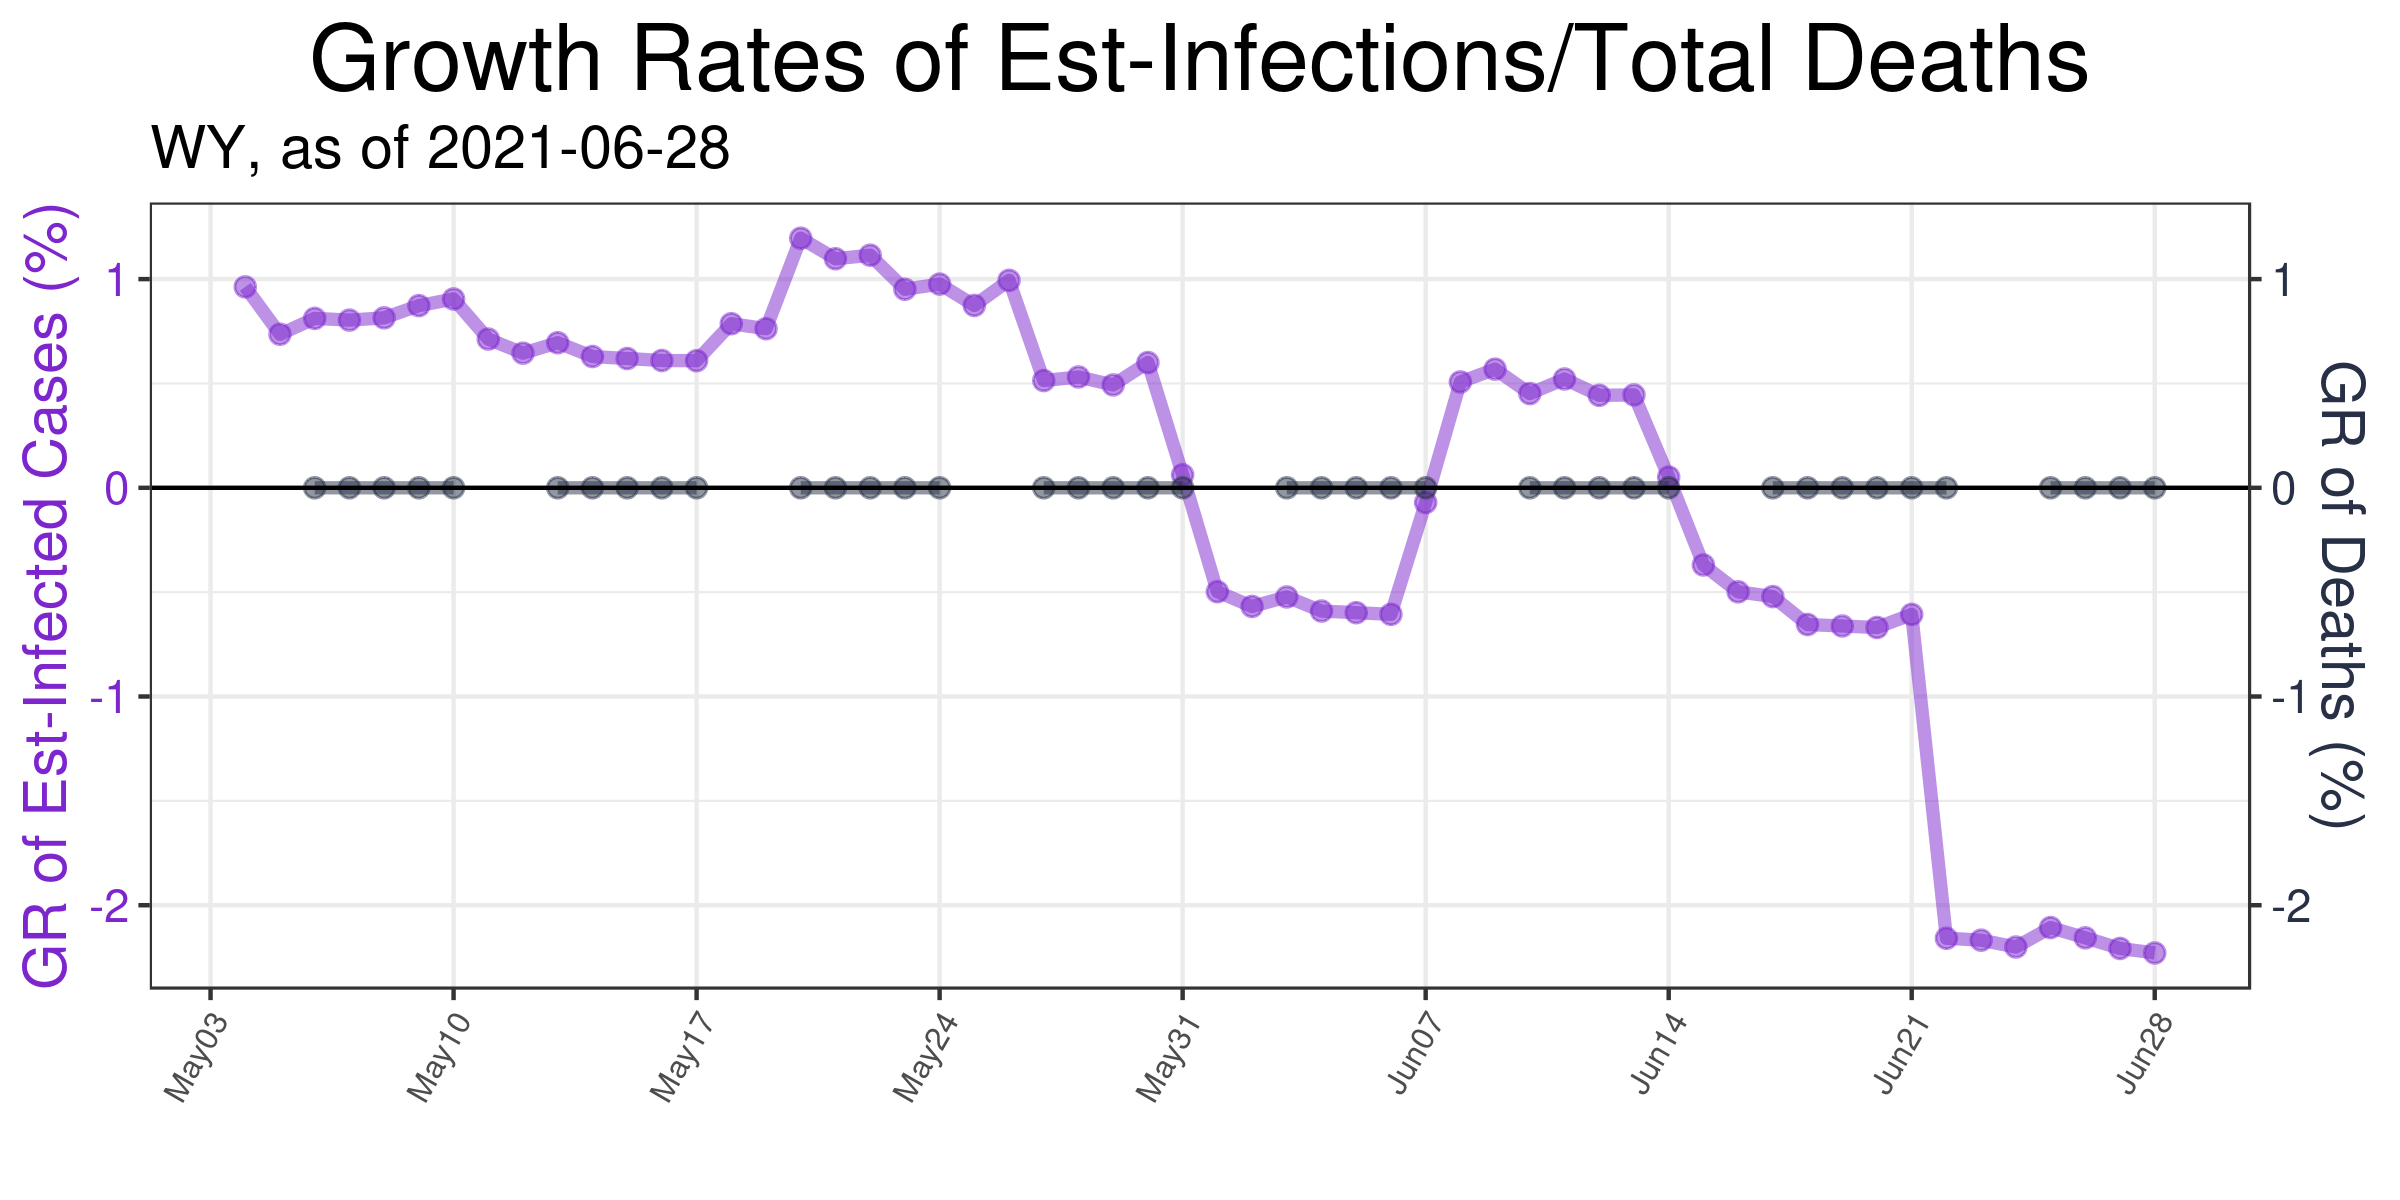 Growth Rates of Est-Infections/Total Deaths
WY, as of 2021-06-28
GR of Est-Infected Cases (%)
1
0
-1
-2
1
0
-1
-2
GR of Deaths (%)
May03
May10
May17
May24
May31
Jun07
Jun14
Jun21
Jun28